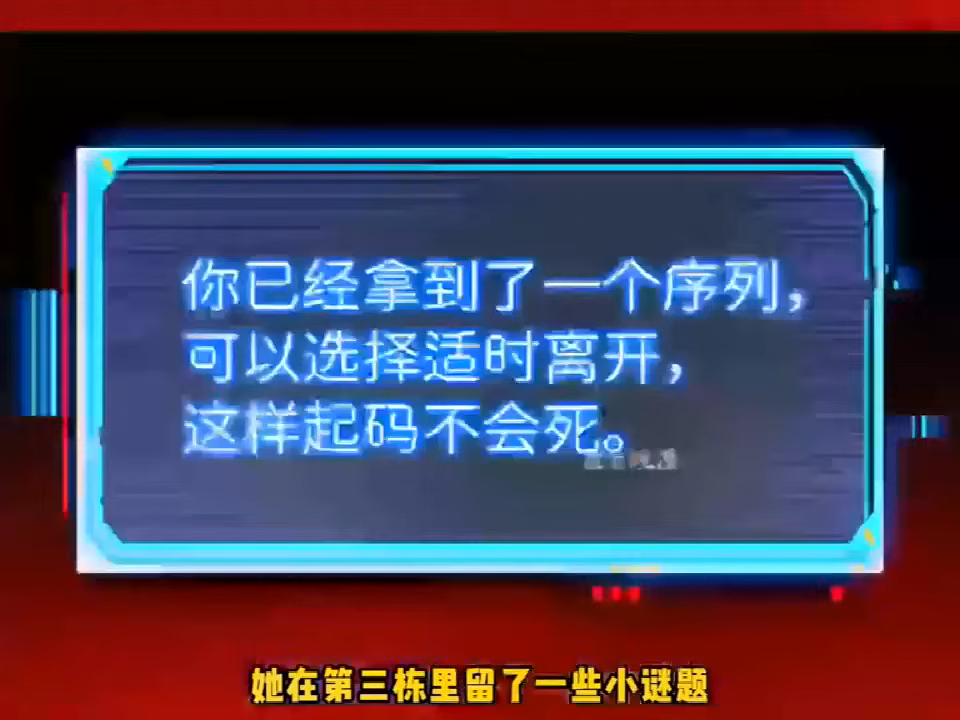 你已经拿到了一个序列，
可以选择适时离开，
这样起码不会死。
她在第三栋里留了一些小谜题